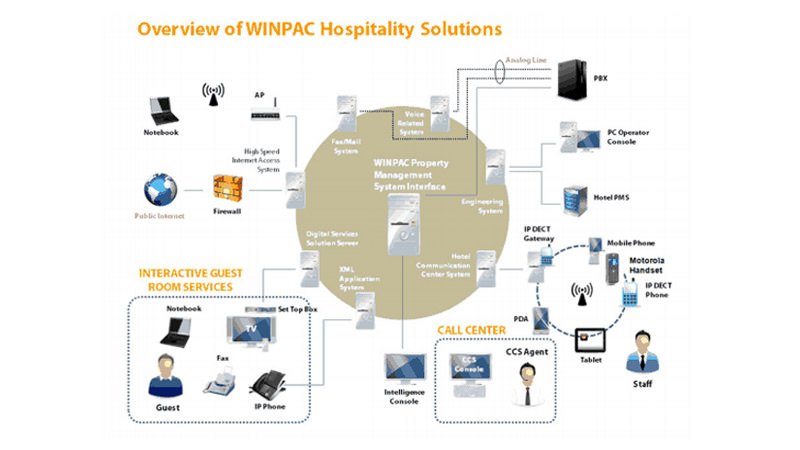 Overview of WINPAC Hospitality Solutions
Analog Line
PBX
AP
Notebook
Voice
Related
System
Fax/Mail
System
PC Operator
Console
High Speed
Internet Access
System
WINPAC Property
Management
System Interface
Engineering
System
Hotel PMS
Public Internet
Firewall
Digital Services
Solution Server
IP DECT
Gateway
Mobile Phone
Hotel
Communication
Center System
Motorola
Handset
XML
Application
System
IP DECT
Phone
INTERACTIVE GUEST
ROOM SERVICES
Notebook
Set Top Box
TV
PDA
CALL CENTER
Fax
CCS
Console
CCS Agent
Tablet
Staff
Guest
IP Phone
Intelligence
Console